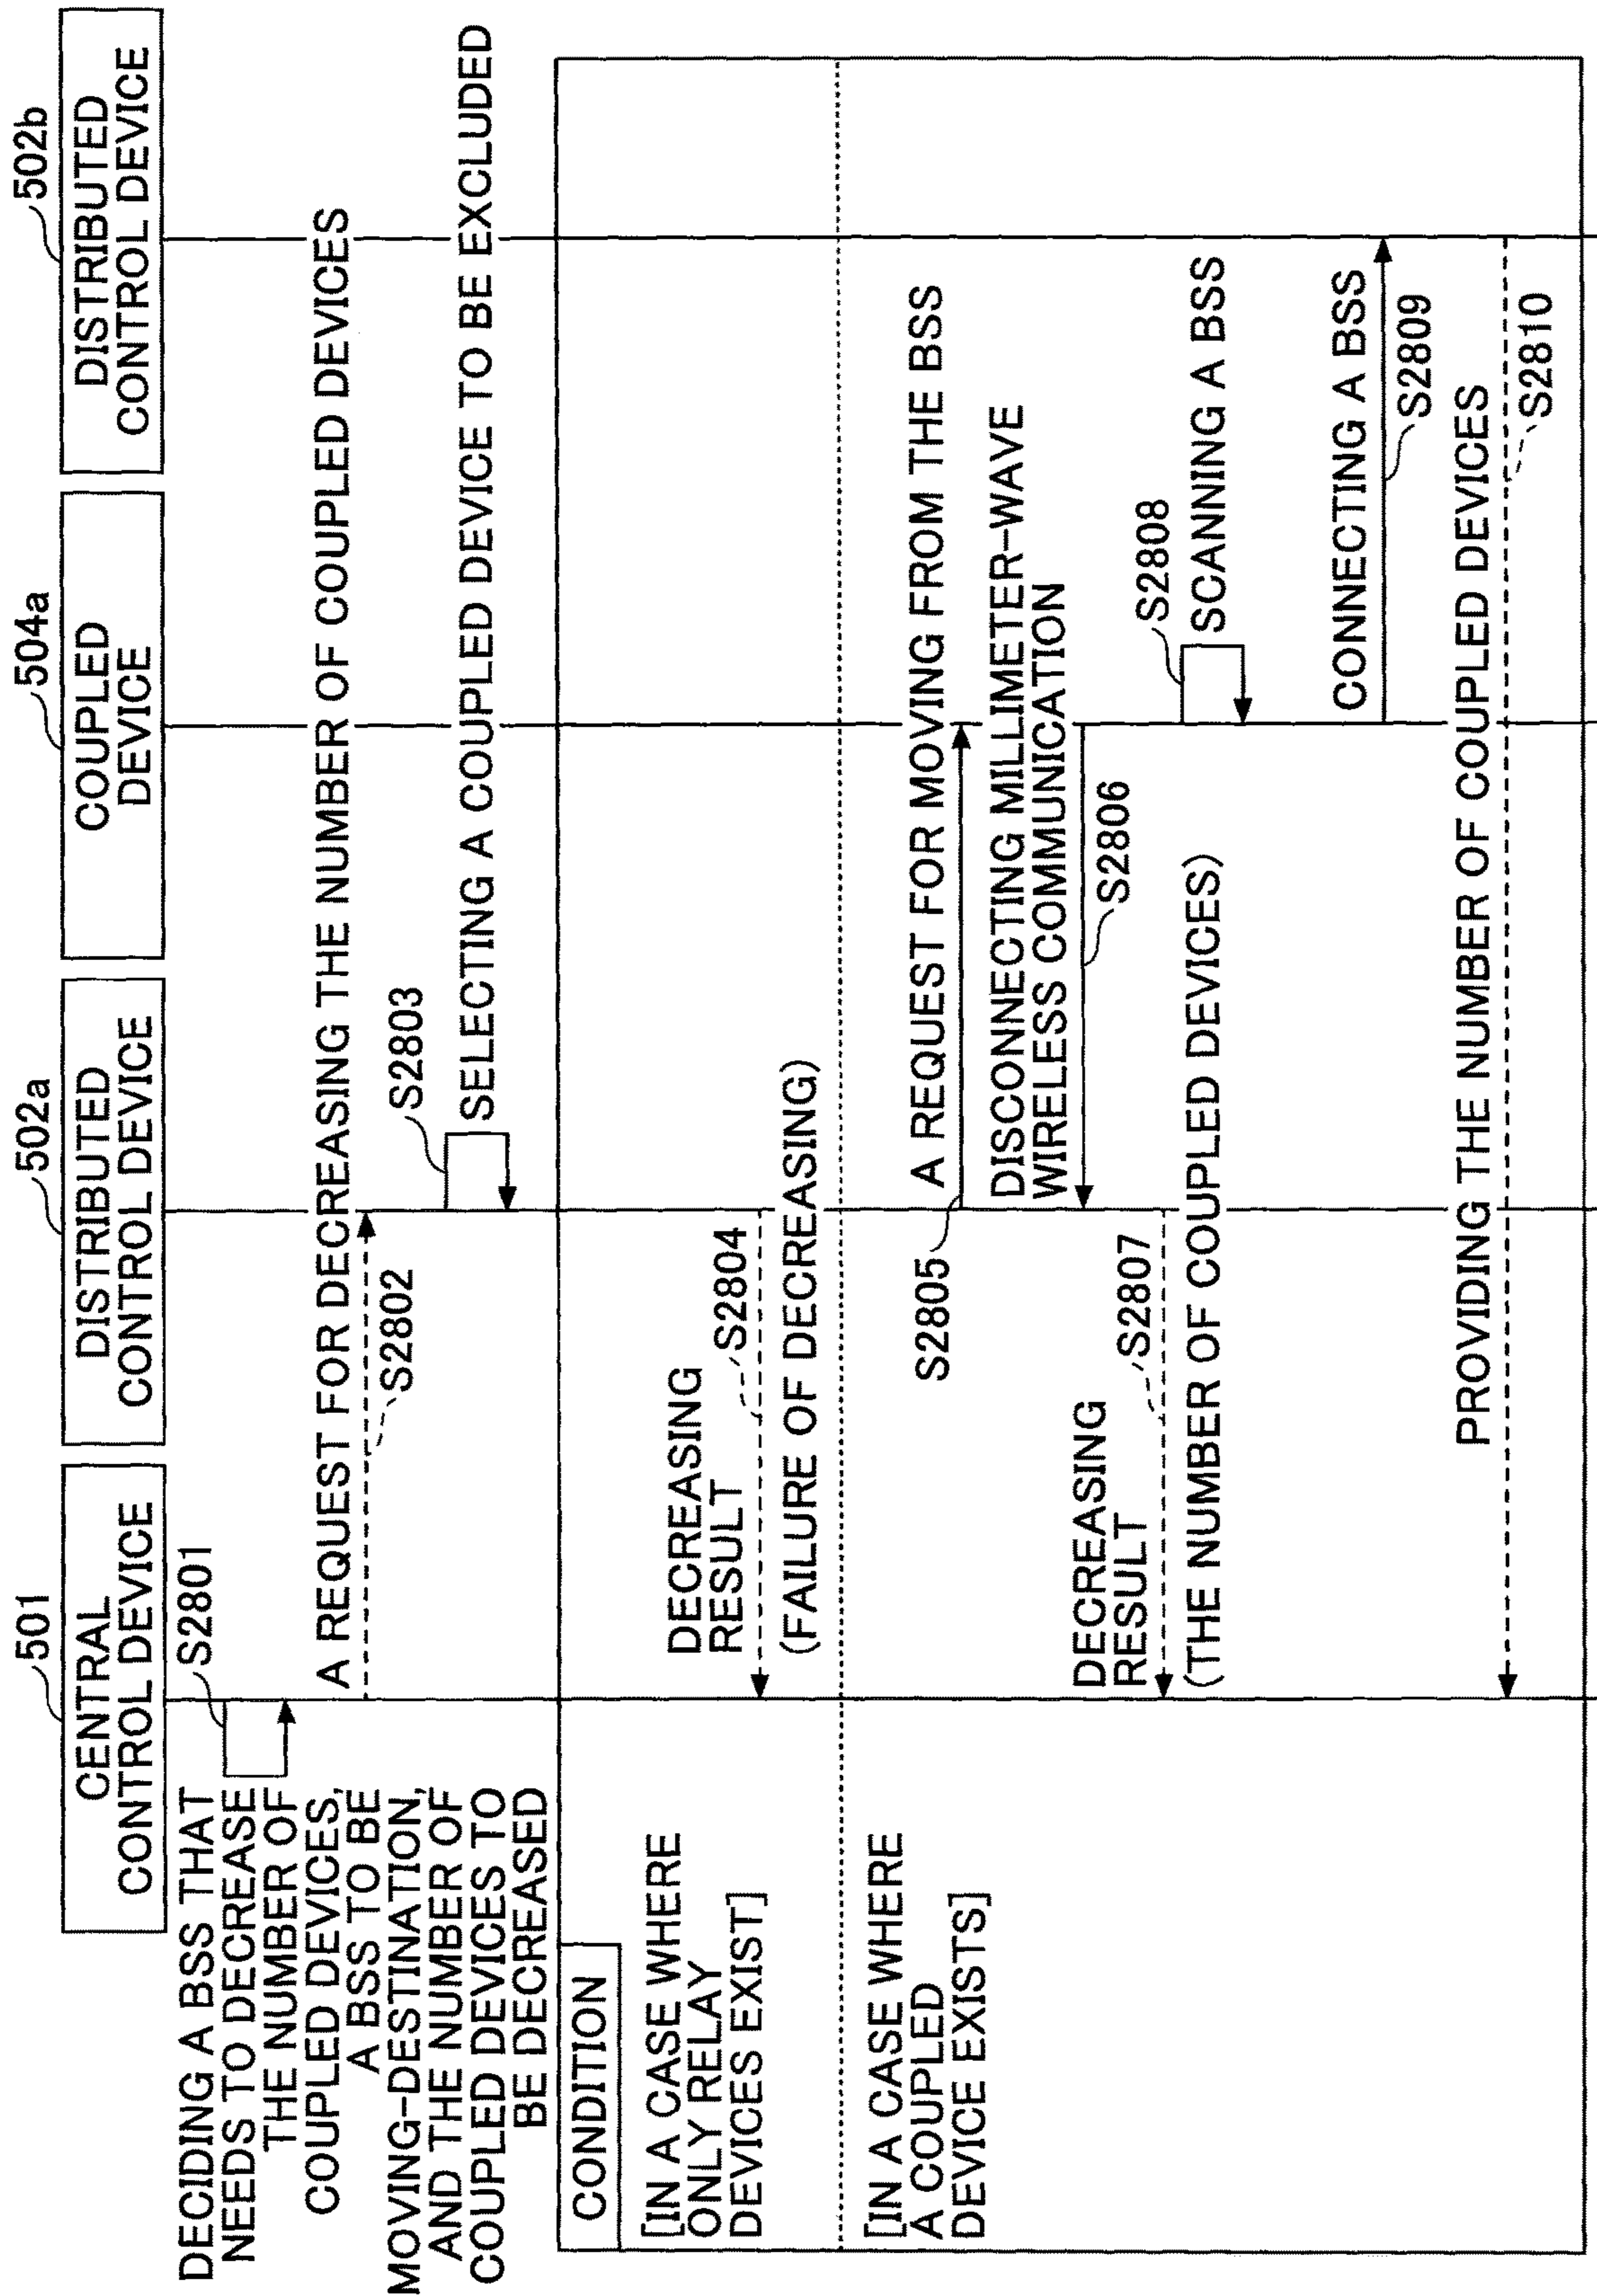 501
CENTRAL
CONTROL DEVICE
502a
DISTRIBUTED
CONTROL DEVICE
504a
COUPLED
DEVICE
502b
DISTRIBUTED
CONTROL DEVICE
S2801
DECIDING A BSS THAT
NEEDS TO DECREASE
THE NUMBER OF
COUPLED DEVICES,
A BSS TO BE
MOVING-DESTINATION,
AND THE NUMBER OF
COUPLED DEVICES TO
BE DECREASED
A REQUEST FOR DECREASING THE NUMBER OF COUPLED DEVICES
S2802
S2803
SELECTING A COUPLED DEVICE TO BE EXCLUDED
CONDITION
[IN A CASE WHERE
ONLY RELAY
DEVICES EXIST]
DECREASING
RESULT
S2804
(FAILURE OF DECREASING)
[IN A CASE WHERE
A COUPLED
DEVICE EXISTS]
A REQUEST FOR MOVING FROM THE BSS
S2805
DISCONNECTING MILLIMETER-WAVE
WIRELESS COMMUNICATION
S2806
DECREASING
RESULT
S2807
(THE NUMBER OF COUPLED DEVICES)
S2808
SCANNING A BSS
CONNECTING A BSS
S2809
PROVIDING THE NUMBER OF COUPLED DEVICES
S2810